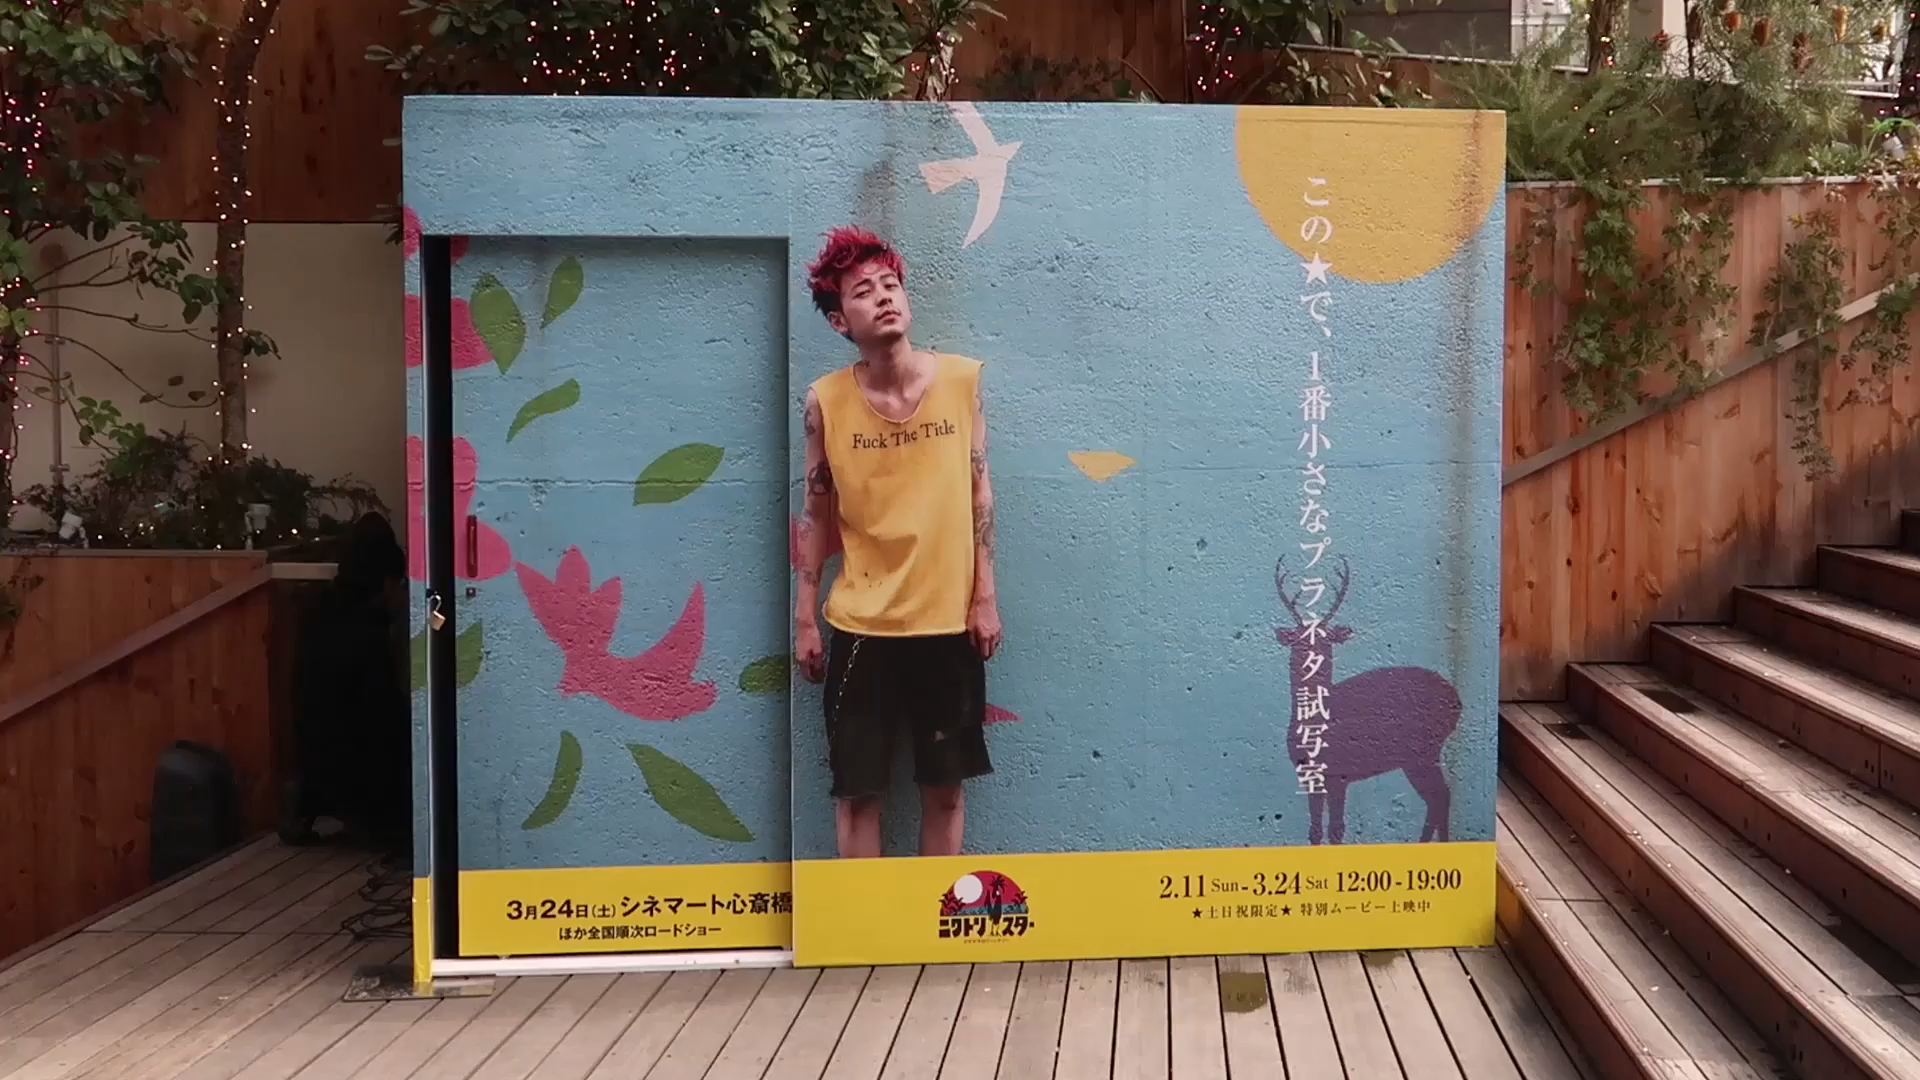 この★で、1番小さなプラネタ試写室
Fuck The Title
3月24日(土)シネマート心斎橋
ほか全国順次ロードショー
ニワトリ★スター
2.11 Sun - 3.24 Sat 12:00 - 19:00
★土日祝限定★ 特別ムービー上映中